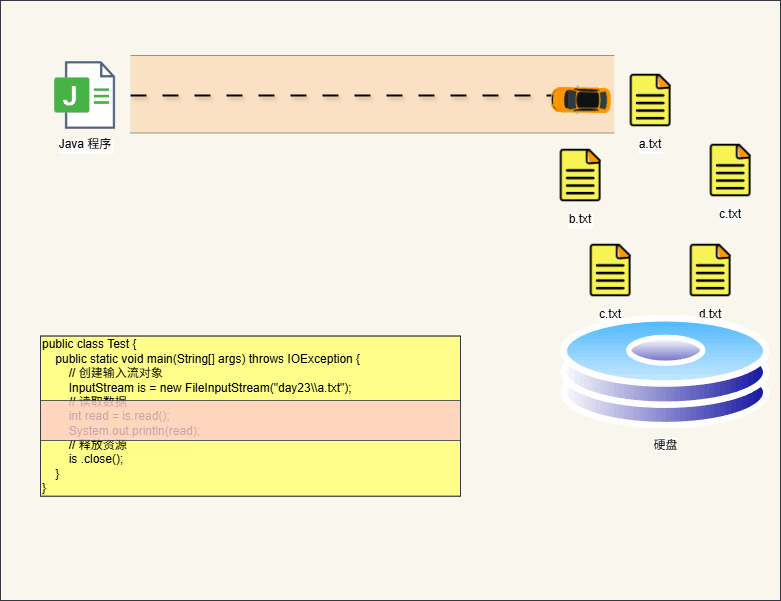 J
Java 程序
a.txt
b.txt
c.txt
c.txt
d.txt
硬盘
public class Test {
public static void main(String[] args) throws IOException {
// 创建输入流对象
InputStream is = new FileInputStream("day23\\a.txt");
// 读取数据
int read = is.read();
System.out.println(read);
// 释放资源
is .close();
}
}